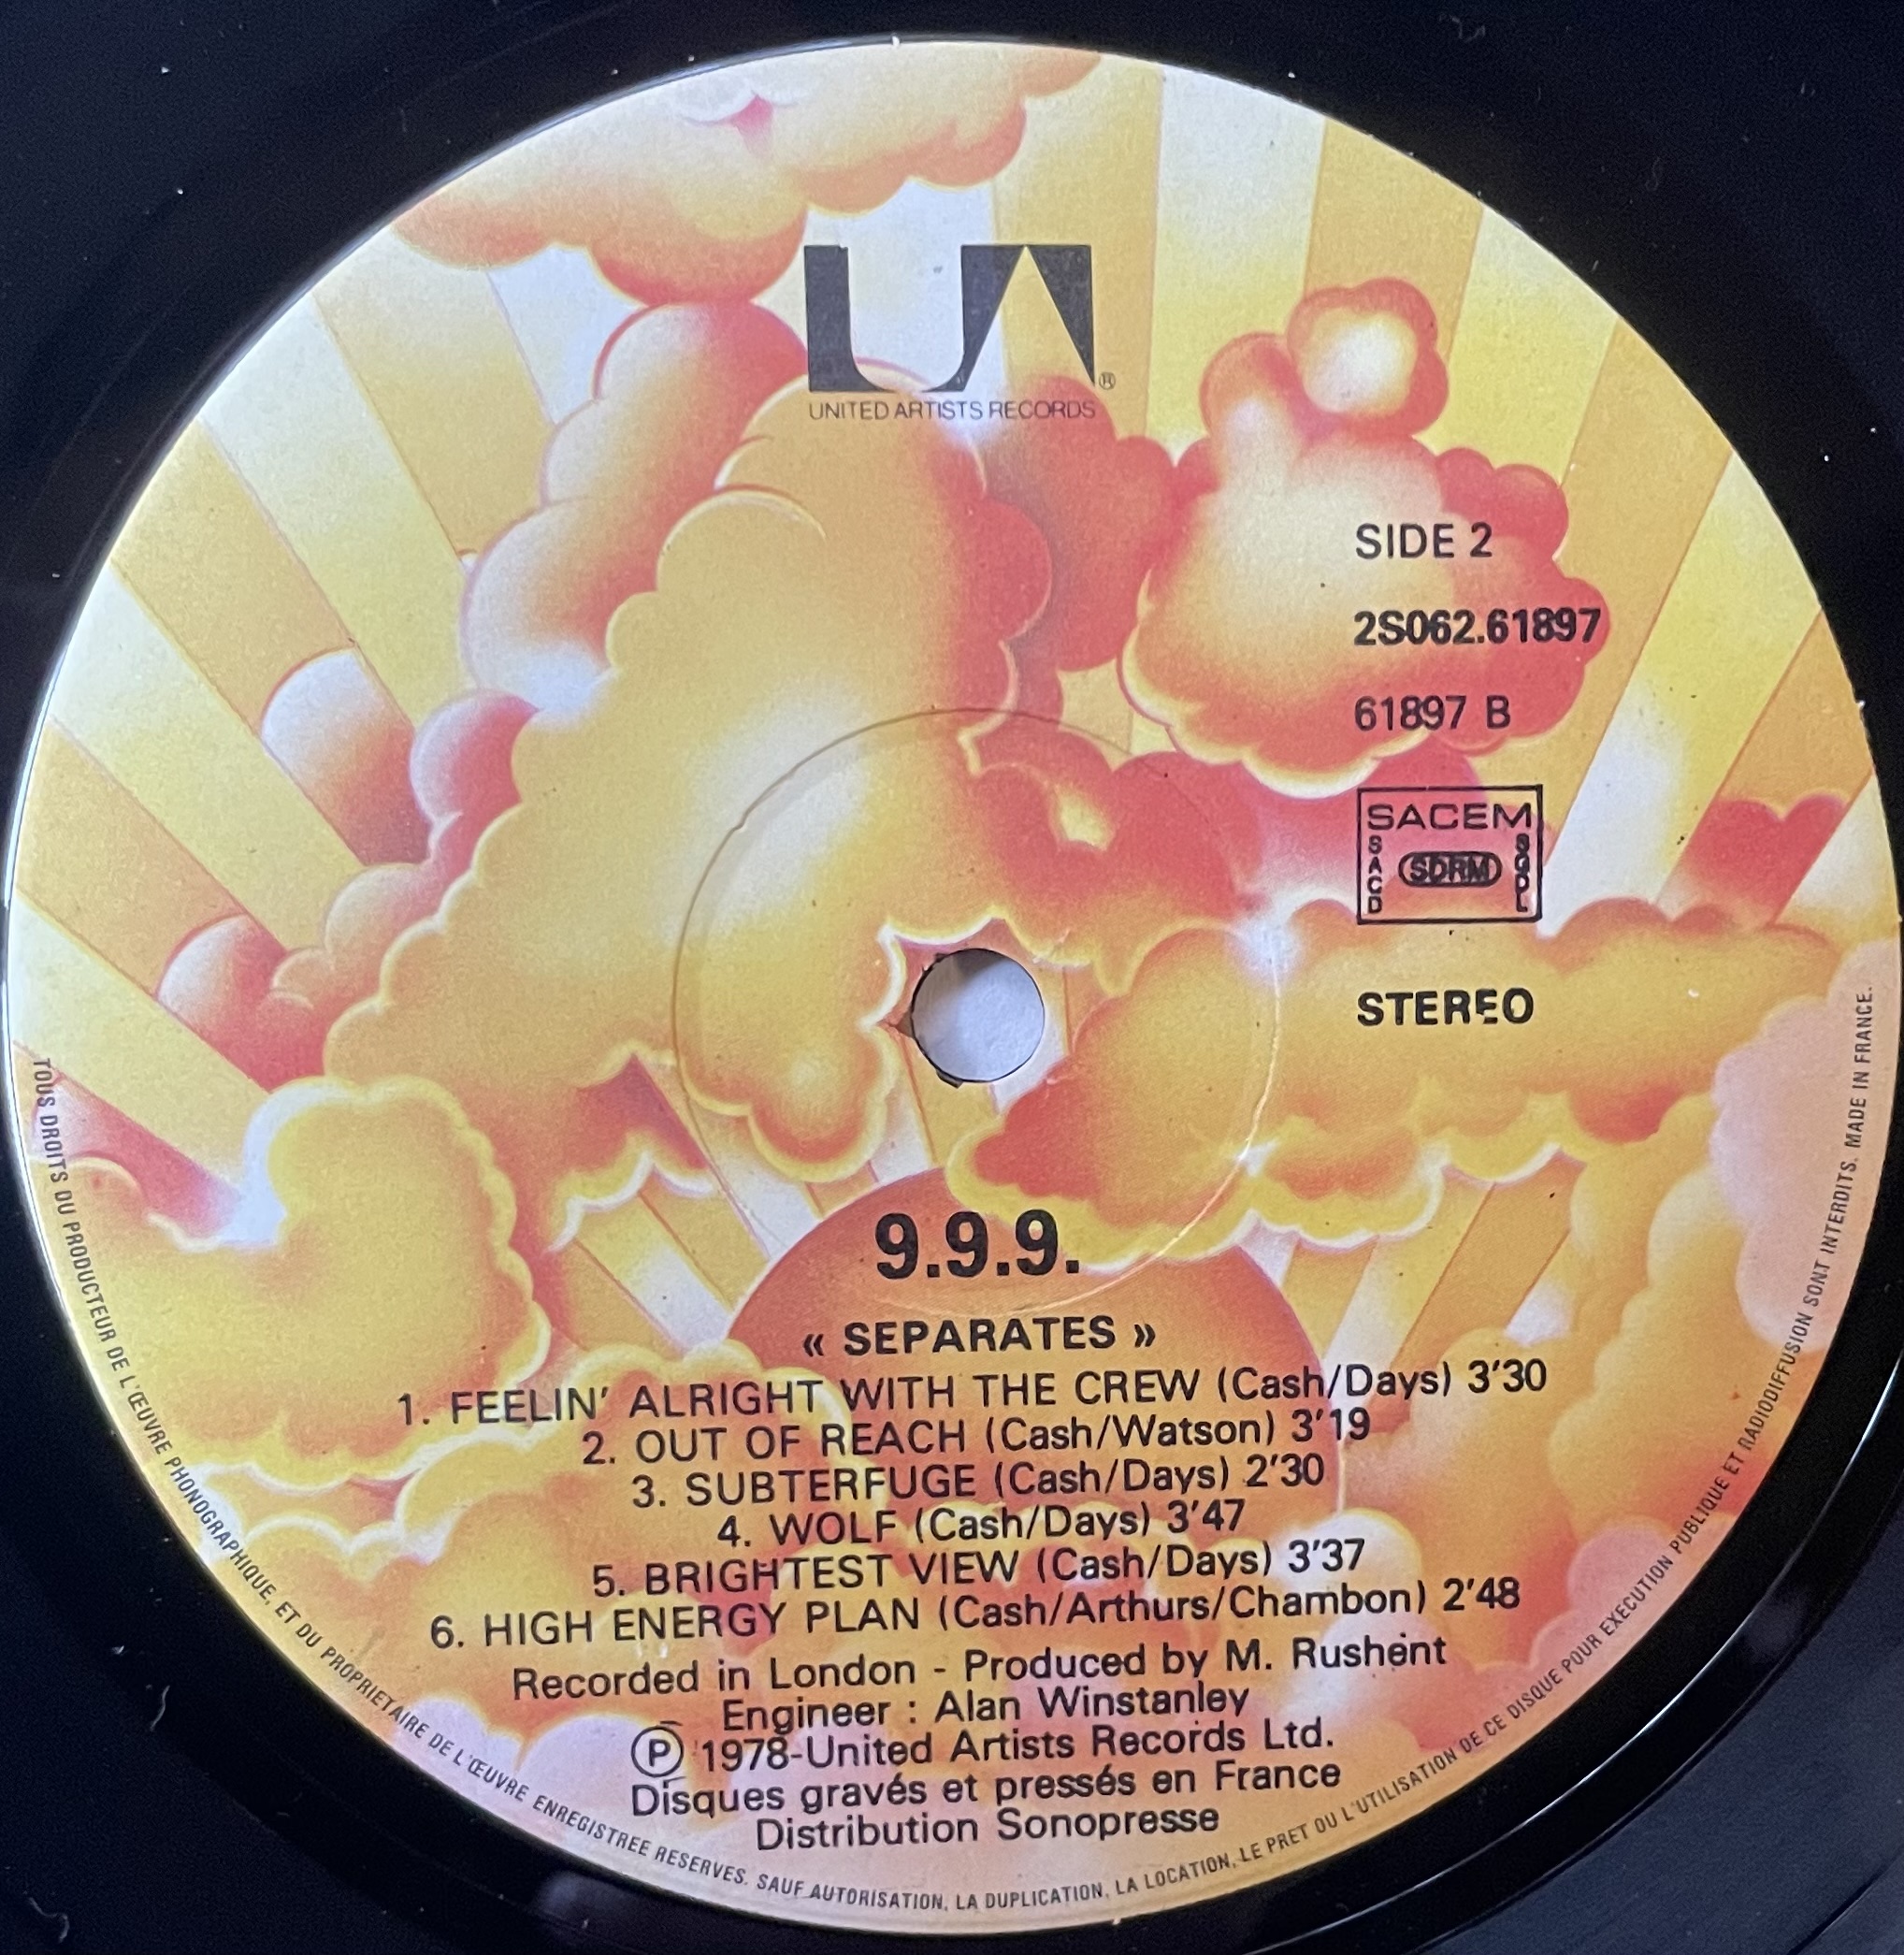 UA
®
UNITED ARTISTS RECORDS
SIDE 2
2S062.61897
61897 B
SACEM
SACD
SDRM
SGDL
STEREO
9.9.9.
« SEPARATES »
1. FEELIN' ALRIGHT WITH THE CREW (Cash/Days) 3'30
2. OUT OF REACH (Cash/Watson) 3'19
3. SUBTERFUGE (Cash/Days) 2'30
4. WOLF (Cash/Days) 3'47
5. BRIGHTEST VIEW (Cash/Days) 3'37
6. HIGH ENERGY PLAN (Cash/Arthurs/Chambon) 2'48
Recorded in London - Produced by M. Rushent
Engineer : Alan Winstanley
Ⓟ 1978-United Artists Records Ltd.
Disques gravés et pressés en France
Distribution Sonopresse
TOUS DROITS DU PRODUCTEUR DE L'ŒUVRE PHONOGRAPHIQUE, ET DU PROPRIETAIRE DE L'ŒUVRE ENREGISTREE RESERVES. SAUF AUTORISATION, LA DUPLICATION, LA LOCATION, LE PRET OU L'UTILISATION DE CE DISQUE POUR EXECUTION PUBLIQUE ET RADIODIFFUSION SONT INTERDITS. MADE IN FRANCE.